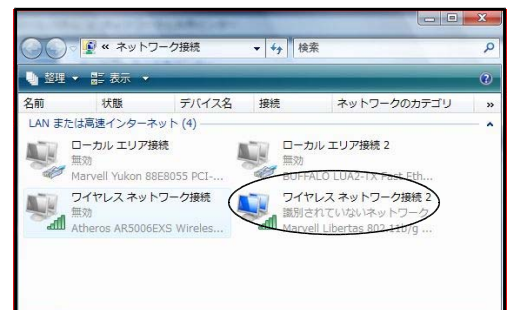 « ネットワーク接続
検索
整理 表示
名前 状態 デバイス名 接続 ネットワークのカテゴリ »
LAN または高速インターネット (4)
ローカル エリア接続
無効
Marvell Yukon 88E8055 PCI-...
ローカル エリア接続 2
無効
BUFFALO LUA2-TX Fast Eth...
ワイヤレス ネットワーク接続
無効
Atheros AR5006EXS Wireles...
ワイヤレス ネットワーク接続 2
識別されていないネットワーク
Marvell Libertas 802.11b/g ...